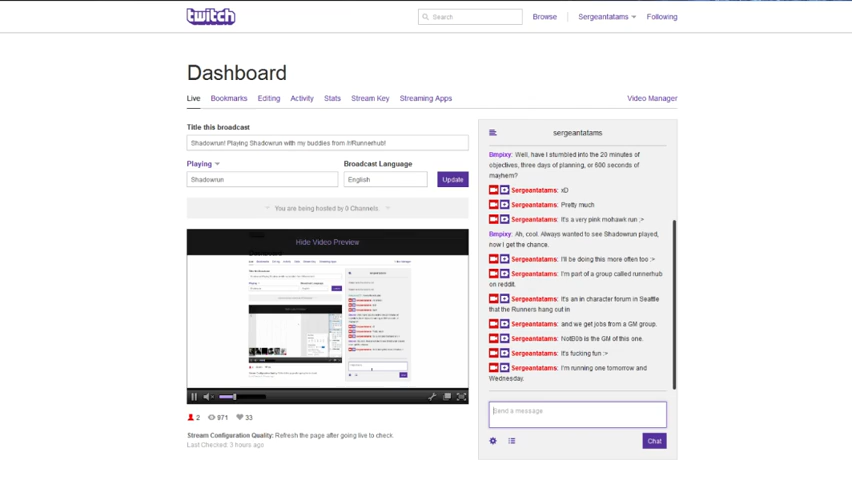 twitch
Search
Browse
Sergeantatams
Following
Dashboard
Live Bookmarks Editing Activity Stats Stream Key Streaming Apps Video Manager
Title this broadcast
Shadowrun! Playing Shadowrun with my buddies from /r/Runnerhub!
Playing Broadcast Language
Shadowrun English Update
You are being hosted by 0 Channels.
Hide Video Preview
2 971 33
Stream Configuration Quality: Refresh the page after going live to check
Last Checked: 3 hours ago
sergeantatams
Bmpixy: Well, have I stumbled into the 20 minutes of
objectives, three days of planning, or 600 seconds of
mayhem?
Sergeantatams: xD
Sergeantatams: Pretty much
Sergeantatams: It's a very pink mohawk run :>
Bmpixy: Ah, cool. Always wanted to see Shadowrun played,
now I get the chance.
Sergeantatams: I'll be doing this more often too :>
Sergeantatams: I'm part of a group called runnerhub
on reddit.
Sergeantatams: It's an in character forum in Seattle
that the Runners hang out in
Sergeantatams: and we get jobs from a GM group.
Sergeantatams: NotB0b is the GM of this one.
Sergeantatams: It's fucking fun :>
Sergeantatams: I'm running one tomorrow and
Wednesday.
Send a message
Chat